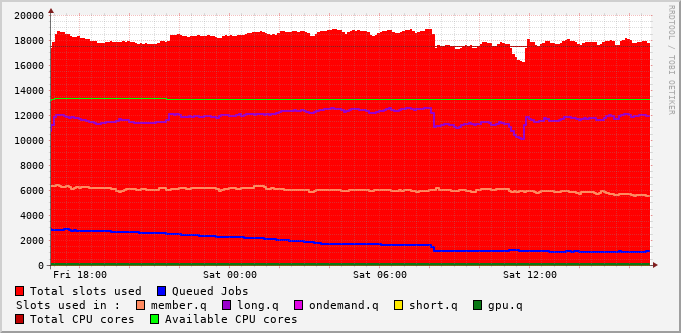 RRDTOOL / TOBI OETIKER
20000
18000
16000
14000
12000
10000
8000
6000
4000
2000
0
Fri 18:00 Sat 00:00 Sat 06:00 Sat 12:00
Total slots used Queued Jobs
Slots used in : member.q long.q ondemand.q short.q gpu.q
Total CPU cores Available CPU cores